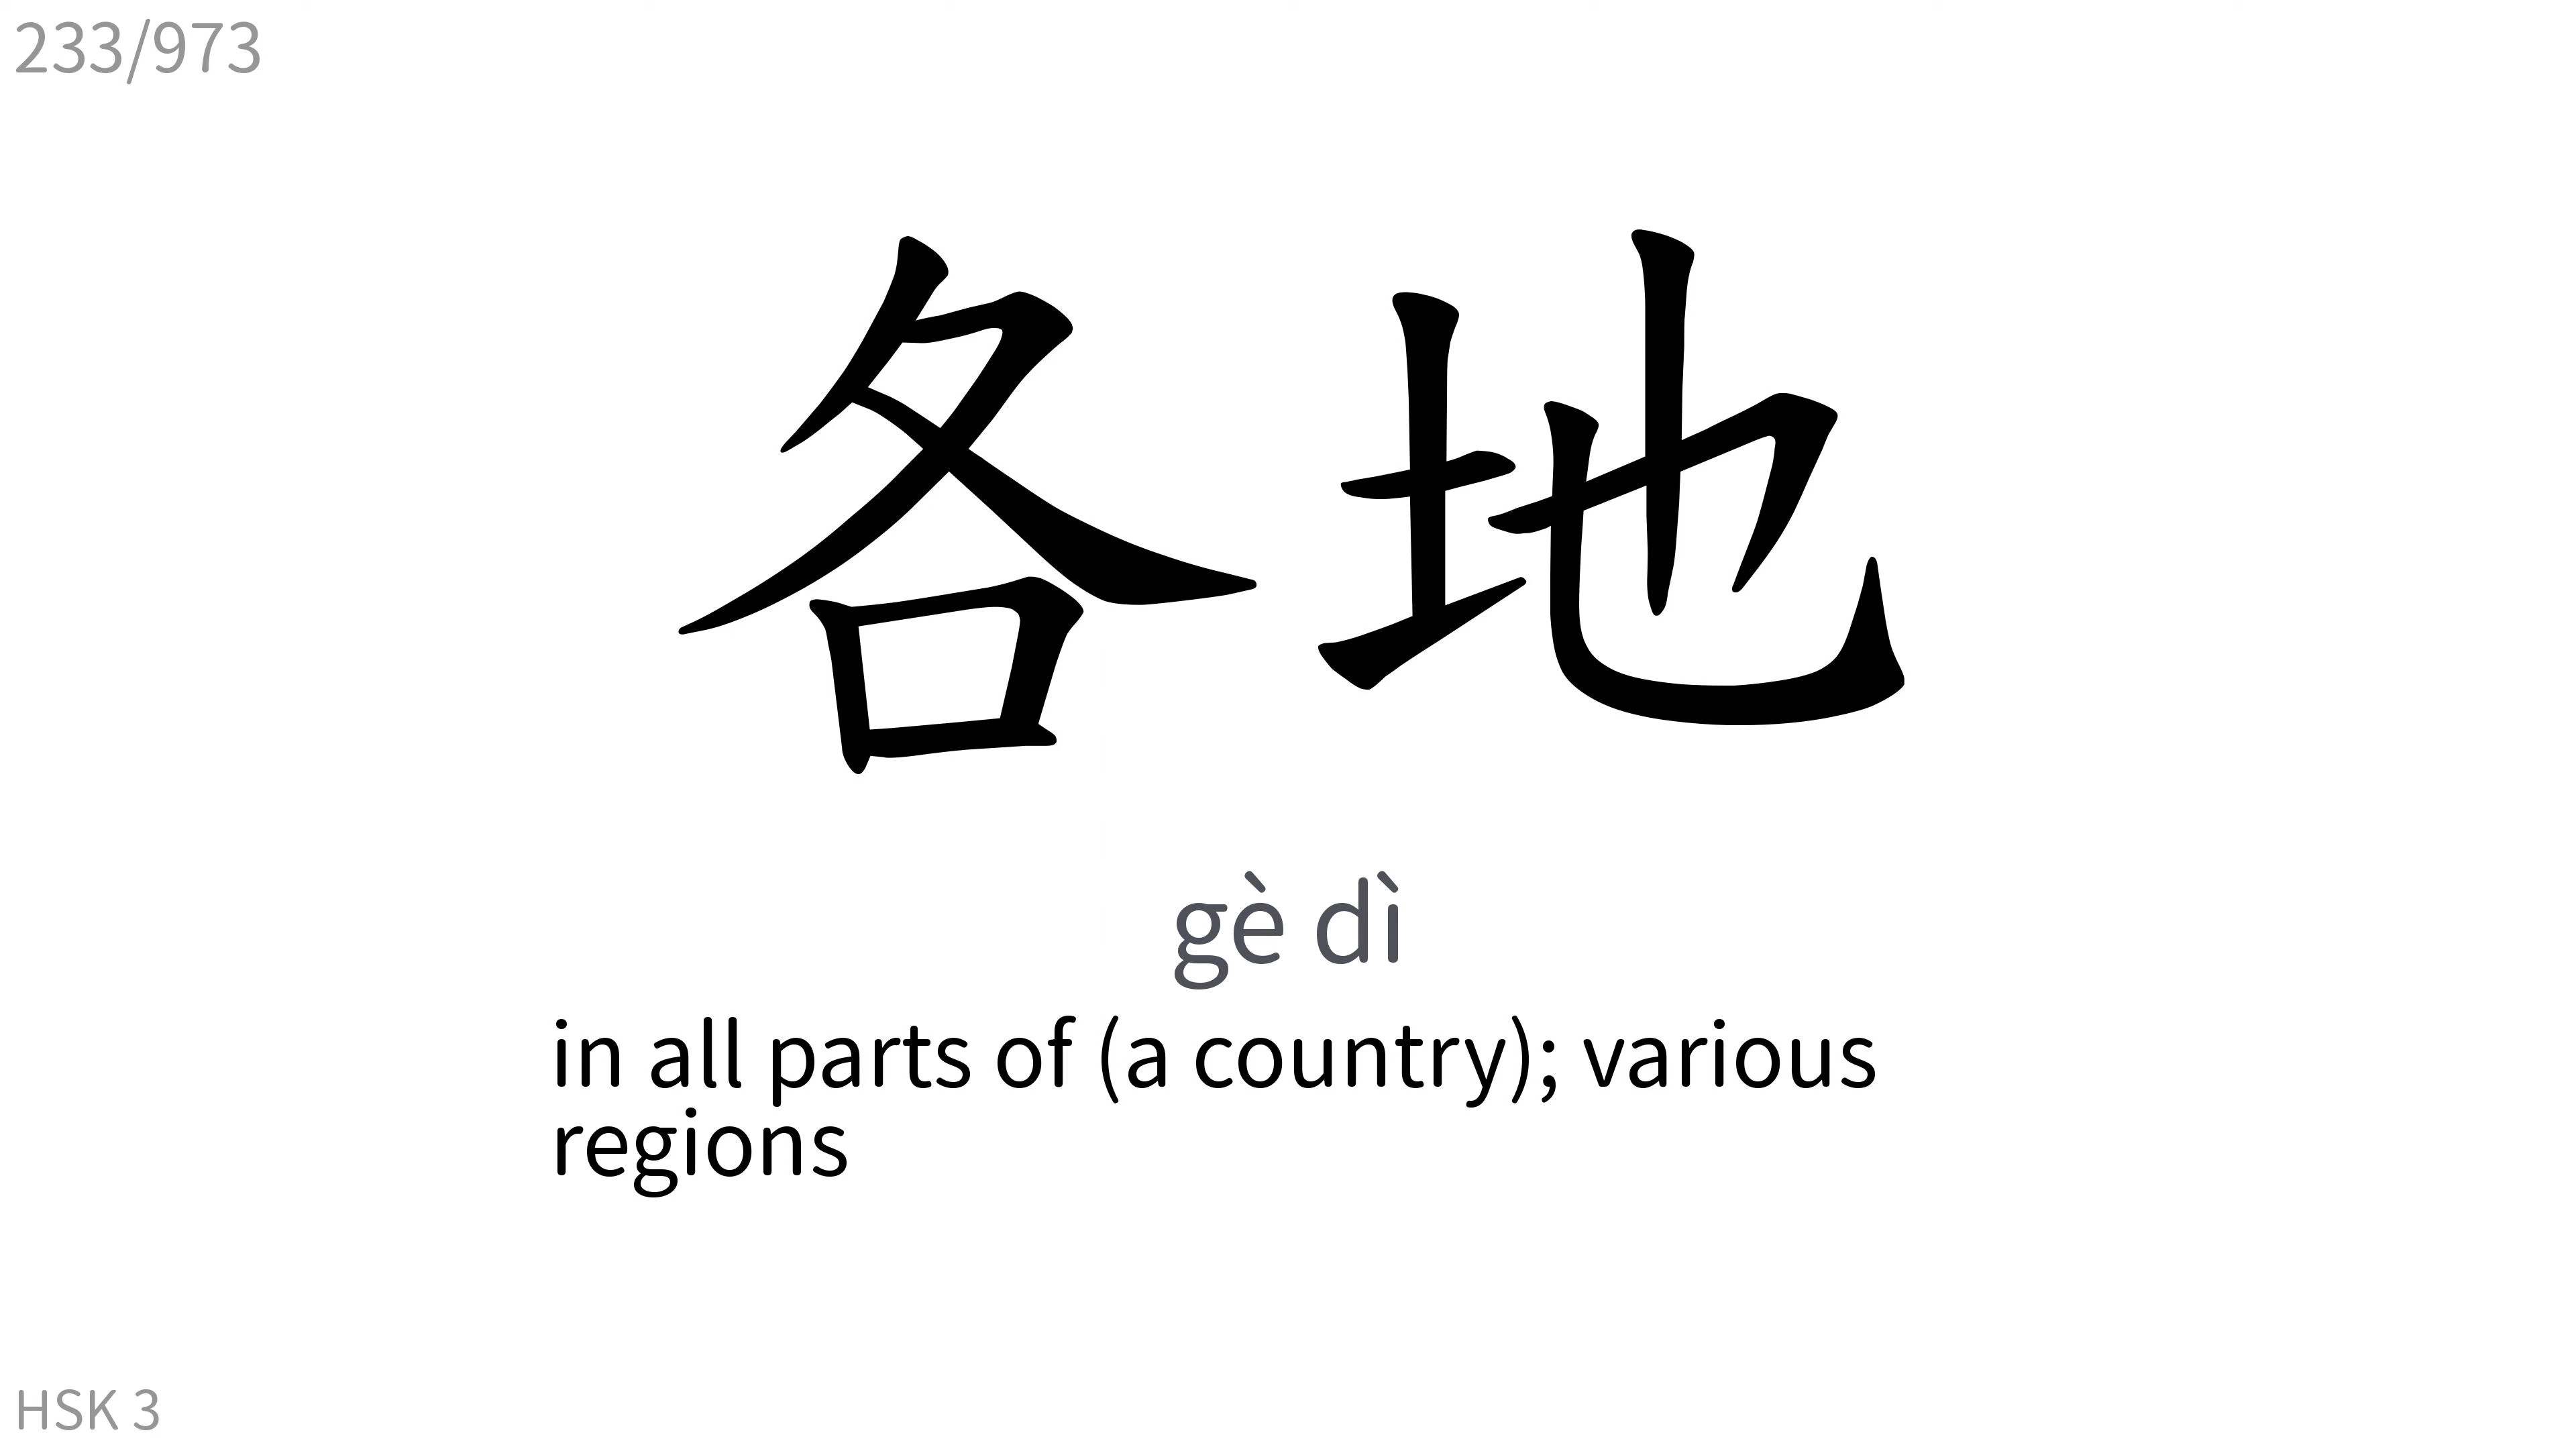 233/973
各地
gè dì
in all parts of (a country); various
regions
HSK 3